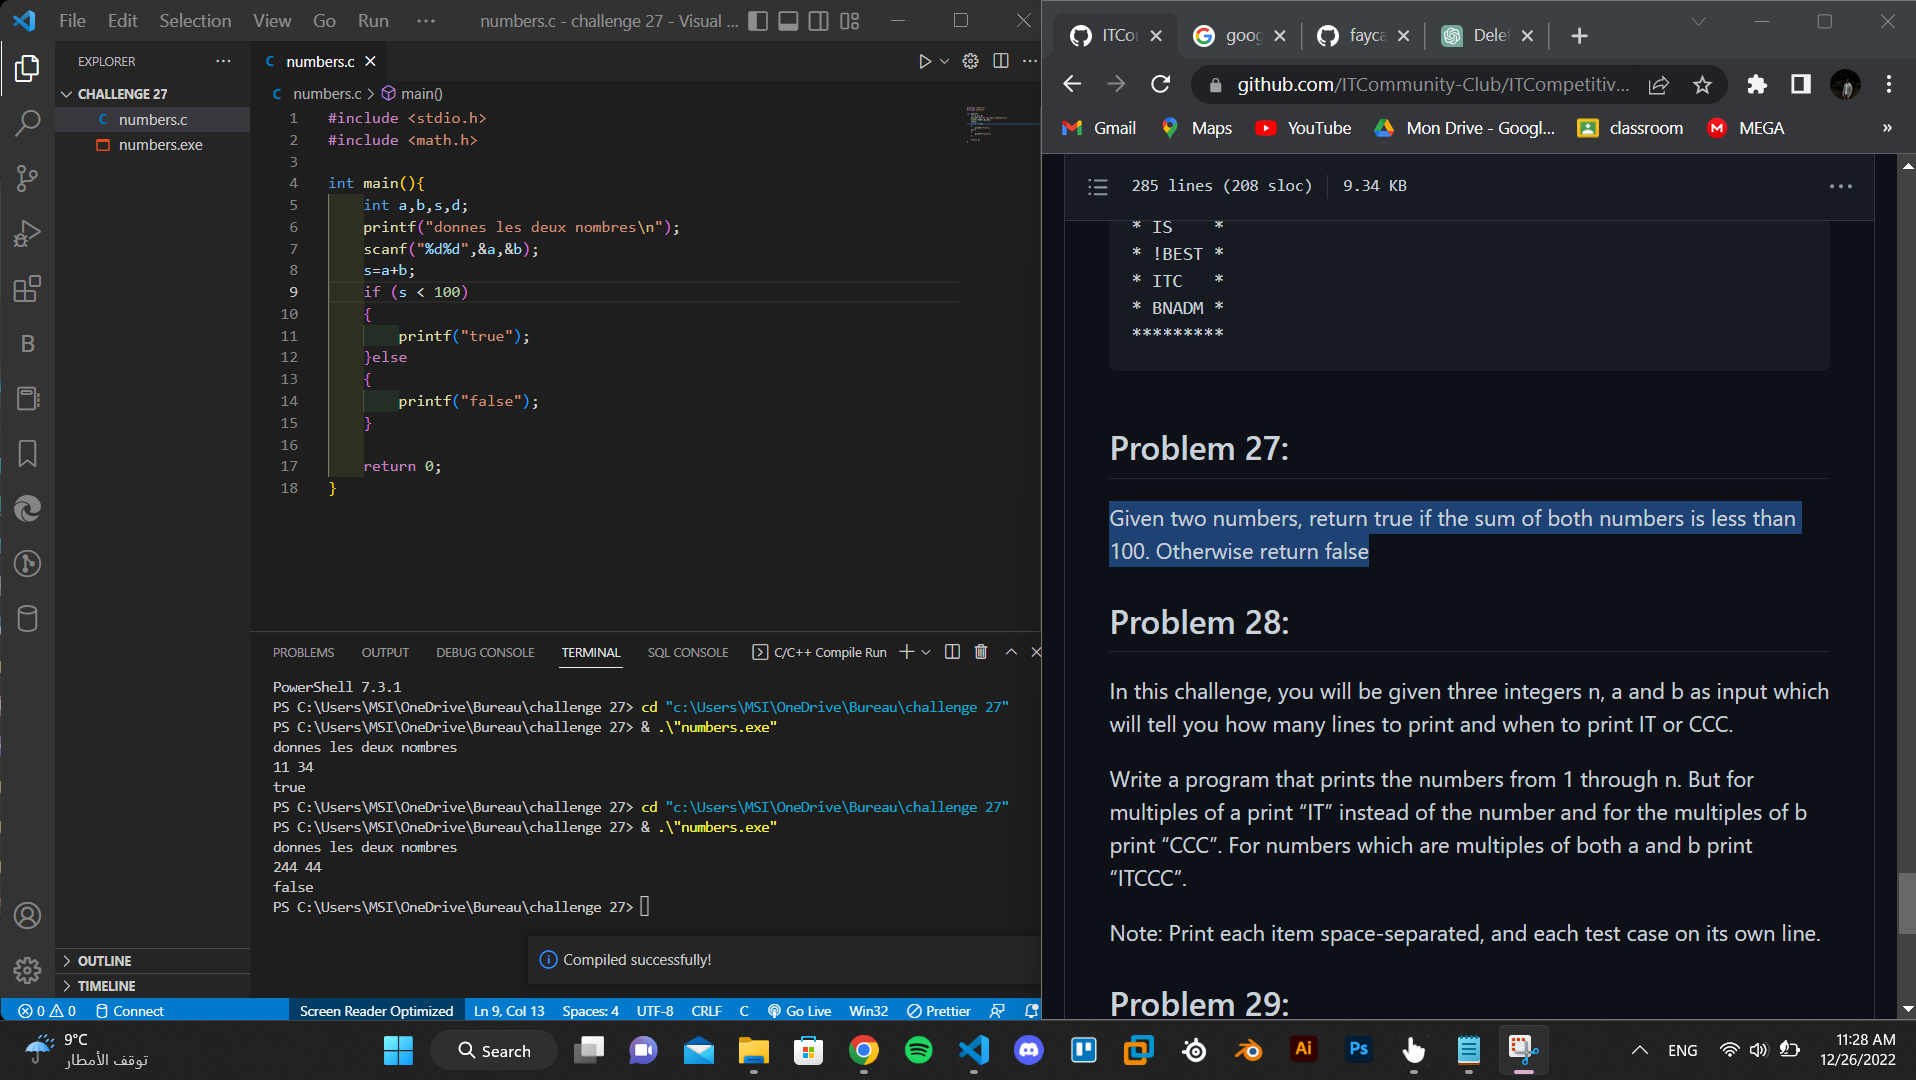 File Edit Selection View Go Run ··· numbers.c - challenge 27 - Visual ...
EXPLORER ···
CHALLENGE 27
C numbers.c
numbers.exe
OUTLINE
TIMELINE
C numbers.c
C numbers.c > main()
1 #include <stdio.h>
2 #include <math.h>
3
4 int main(){
5 int a,b,s,d;
6 printf("donnes les deux nombres\n");
7 scanf("%d%d",&a,&b);
8 s=a+b;
9 if (s < 100)
10 {
11 printf("true");
12 }else
13 {
14 printf("false");
15 }
16
17 return 0;
18 }
PROBLEMS OUTPUT DEBUG CONSOLE TERMINAL SQL CONSOLE C/C++ Compile Run
PowerShell 7.3.1
PS C:\Users\MSI\OneDrive\Bureau\challenge 27> cd "c:\Users\MSI\OneDrive\Bureau\challenge 27"
PS C:\Users\MSI\OneDrive\Bureau\challenge 27> & .\"numbers.exe"
donnes les deux nombres
11 34
true
PS C:\Users\MSI\OneDrive\Bureau\challenge 27> cd "c:\Users\MSI\OneDrive\Bureau\challenge 27"
PS C:\Users\MSI\OneDrive\Bureau\challenge 27> & .\"numbers.exe"
donnes les deux nombres
244 44
false
PS C:\Users\MSI\OneDrive\Bureau\challenge 27>
Compiled successfully!
0 0 Connect Screen Reader Optimized Ln 9, Col 13 Spaces: 4 UTF-8 CRLF C Go Live Win32 Prettier
ITCo goog fayca Delet
github.com/ITCommunity-Club/ITCompetitiv...
Gmail Maps YouTube Mon Drive - Googl... classroom MEGA »
285 lines (208 sloc) 9.34 KB ···
* IS *
* !BEST *
* ITC *
* BNADM *
*********
Problem 27:
Given two numbers, return true if the sum of both numbers is less than
100. Otherwise return false
Problem 28:
In this challenge, you will be given three integers n, a and b as input which
will tell you how many lines to print and when to print IT or CCC.
Write a program that prints the numbers from 1 through n. But for
multiples of a print “IT” instead of the number and for the multiples of b
print “CCC”. For numbers which are multiples of both a and b print
“ITCCC”.
Note: Print each item space-separated, and each test case on its own line.
Problem 29:
9°C
توقف الأمطار
Search
Ai
Ps
ENG
11:28 AM
12/26/2022